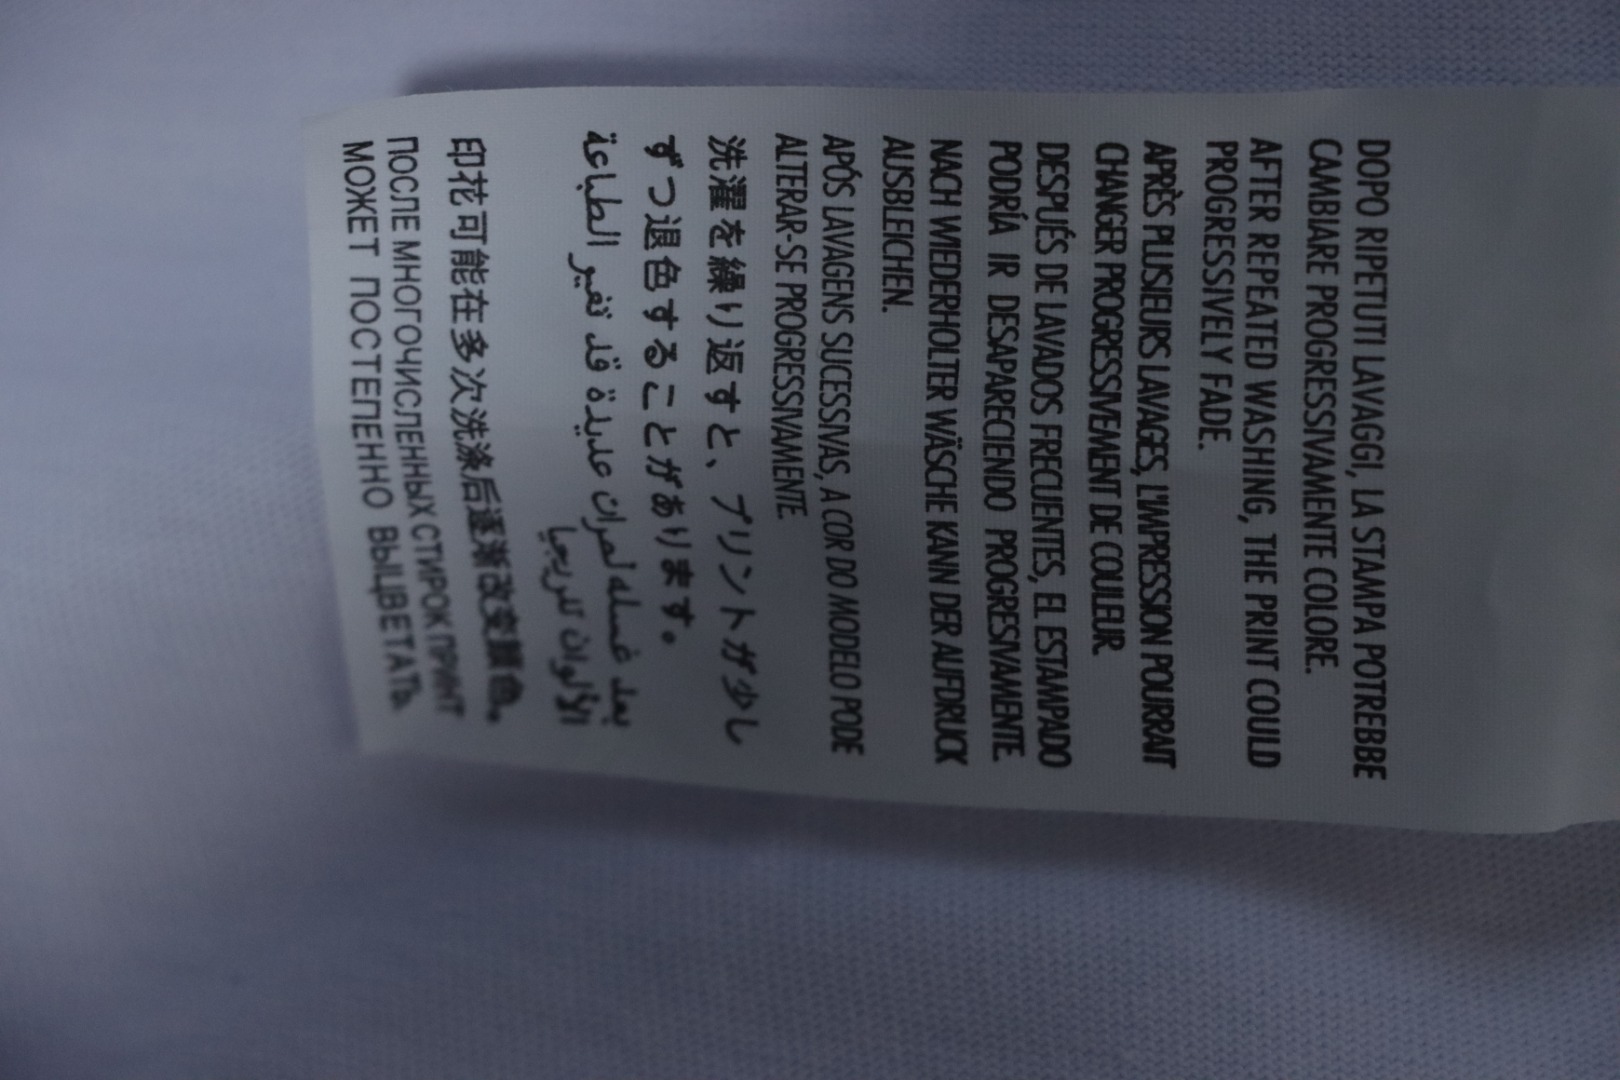 DOPO RIPETUTI LAVAGGI, LA STAMPA POTREBBE
CAMBIARE PROGRESSIVAMENTE COLORE.
AFTER REPEATED WASHING, THE PRINT COULD
PROGRESSIVELY FADE.
APRÈS PLUSIEURS LAVAGES, L'IMPRESSION POURRAIT
CHANGER PROGRESSIVEMENT DE COULEUR.
DESPUÉS DE LAVADOS FRECUENTES, EL ESTAMPADO
PODRÍA IR DESAPARECIENDO PROGRESIVAMENTE.
NACH WIEDERHOLTER WÄSCHE KANN DER AUFDRUCK
AUSBLEICHEN.
APÓS LAVAGENS SUCESSIVAS, A COR DO MODELO PODE
ALTERAR-SE PROGRESSIVAMENTE.
洗濯を繰り返すと、プリントが少し
ずつ退色することがあります。
بعد غسله لمرات عديدة قد تغير الطباعة
الألوان تدريجيا
印花可能在多次洗涤后逐渐改变颜色。
ПОСЛЕ МНОГОЧИСЛЕННЫХ СТИРОК ПРИНТ
МОЖЕТ ПОСТЕПЕННО ВЫЦВЕТАТЬ.